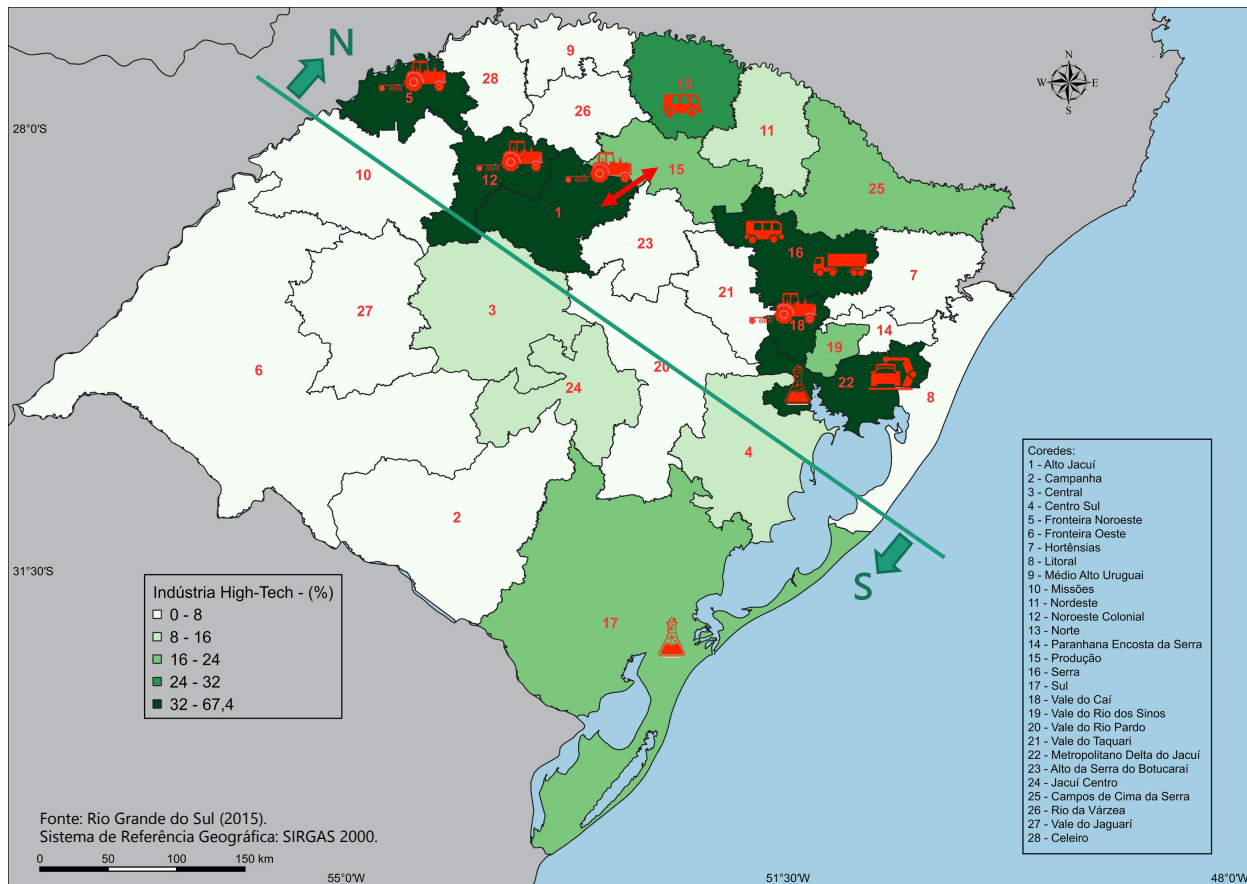 N
9
28
5
13
N
W E
S
28°0'S
26
11
10
12
15
25
1
23
16
7
21
27
3
18
14
19
6
20
22
8
24
4
2
31°30'S
S
17
Indústria High-Tech - (%)
0 - 8
8 - 16
16 - 24
24 - 32
32 - 67,4
Coredes:
1 - Alto Jacuí
2 - Campanha
3 - Central
4 - Centro Sul
5 - Fronteira Noroeste
6 - Fronteira Oeste
7 - Hortênsias
8 - Litoral
9 - Médio Alto Uruguai
10 - Missões
11 - Nordeste
12 - Noroeste Colonial
13 - Norte
14 - Paranhana Encosta da Serra
15 - Produção
16 - Serra
17 - Sul
18 - Vale do Caí
19 - Vale do Rio dos Sinos
20 - Vale do Rio Pardo
21 - Vale do Taquari
22 - Metropolitano Delta do Jacuí
23 - Alto da Serra do Botucaraí
24 - Jacuí Centro
25 - Campos de Cima da Serra
26 - Rio da Várzea
27 - Vale do Jaguarí
28 - Celeiro
Fonte: Rio Grande do Sul (2015).
Sistema de Referência Geográfica: SIRGAS 2000.
0 50 100 150 km
55°0'W
51°30'W
48°0'W